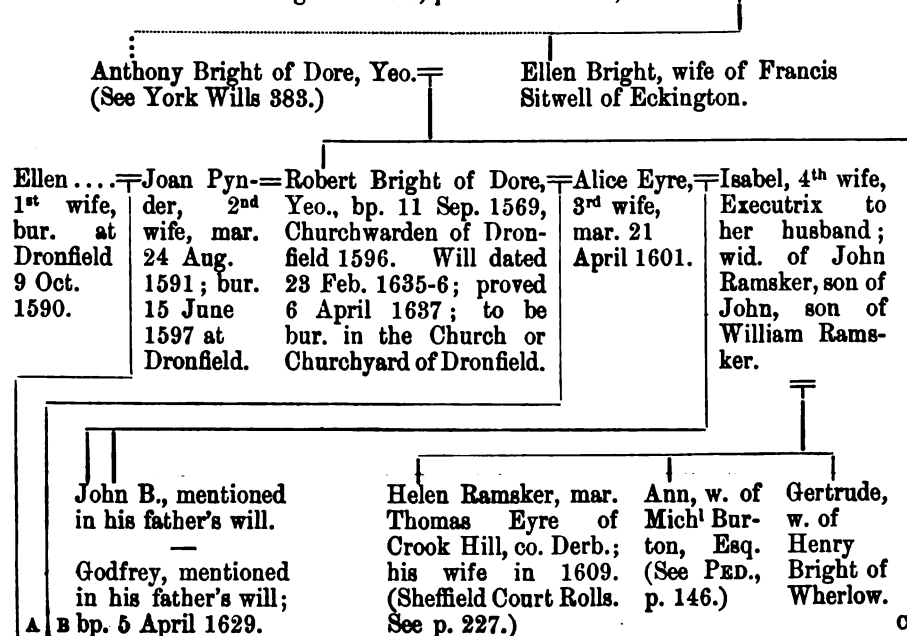 Anthony Bright of Dore, Yeo.=
(See York Wills 383.)
Ellen Bright, wife of Francis
Sitwell of Eckington.
Ellen ....=
1st wife,
bur. at
Dronfield
9 Oct.
1590.
Joan Pyn-=
der, 2nd
wife, mar.
24 Aug.
1591; bur.
15 June
1597 at
Dronfield.
Robert Bright of Dore,=
Yeo., bp. 11 Sep. 1569,
Churchwarden of Dron-
field 1596. Will dated
23 Feb. 1635-6; proved
6 April 1637; to be
bur. in the Church or
Churchyard of Dronfield.
Alice Eyre,=
3rd wife,
mar. 21
April 1601.
Isabel, 4th wife,
Executrix to
her husband;
wid. of John
Ramsker, son of
John, son of
William Rams-
ker.
John B., mentioned
in his father's will.
—
Godfrey, mentioned
in his father's will;
bp. 5 April 1629.
Helen Ramsker, mar.
Thomas Eyre of
Crook Hill, co. Derb.;
his wife in 1609.
(Sheffield Court Rolls.
See p. 227.)
Ann, w. of
Michl Bur-
ton, Esq.
(See PED.,
p. 146.)
Gertrude,
w. of
Henry
Bright of
Wherlow.
A B
C